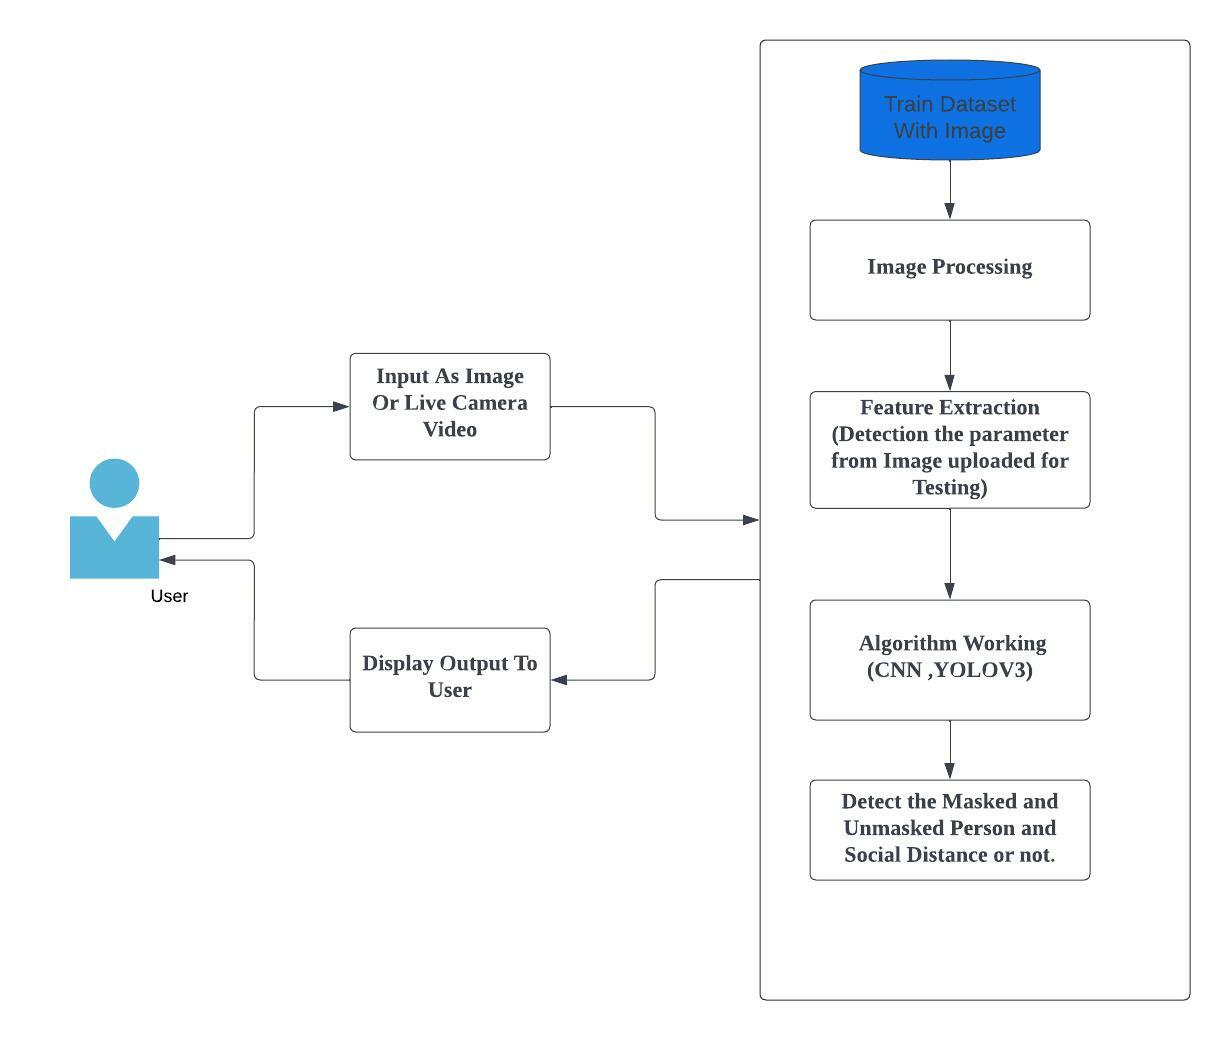 Train Dataset
With Image
Image Processing
Feature Extraction
(Detection the parameter
from Image uploaded for
Testing)
Algorithm Working
(CNN ,YOLOV3)
Detect the Masked and
Unmasked Person and
Social Distance or not.
Input As Image
Or Live Camera
Video
User
Display Output To
User